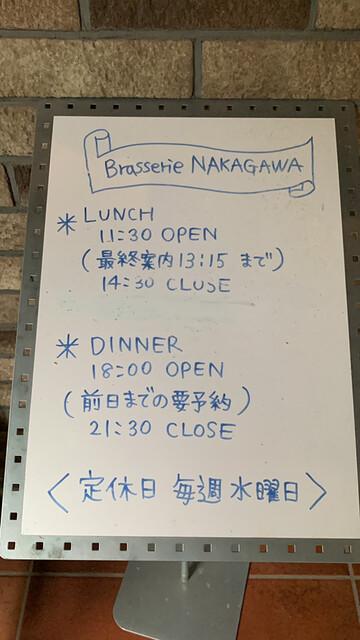 Brasserie NAKAGAWA
* LUNCH
11:30 OPEN
(最終案内13:15 まで)
14:30 CLOSE
* DINNER
18:00 OPEN
(前日までの要予約)
21:30 CLOSE
<定休日 毎週 水曜日>